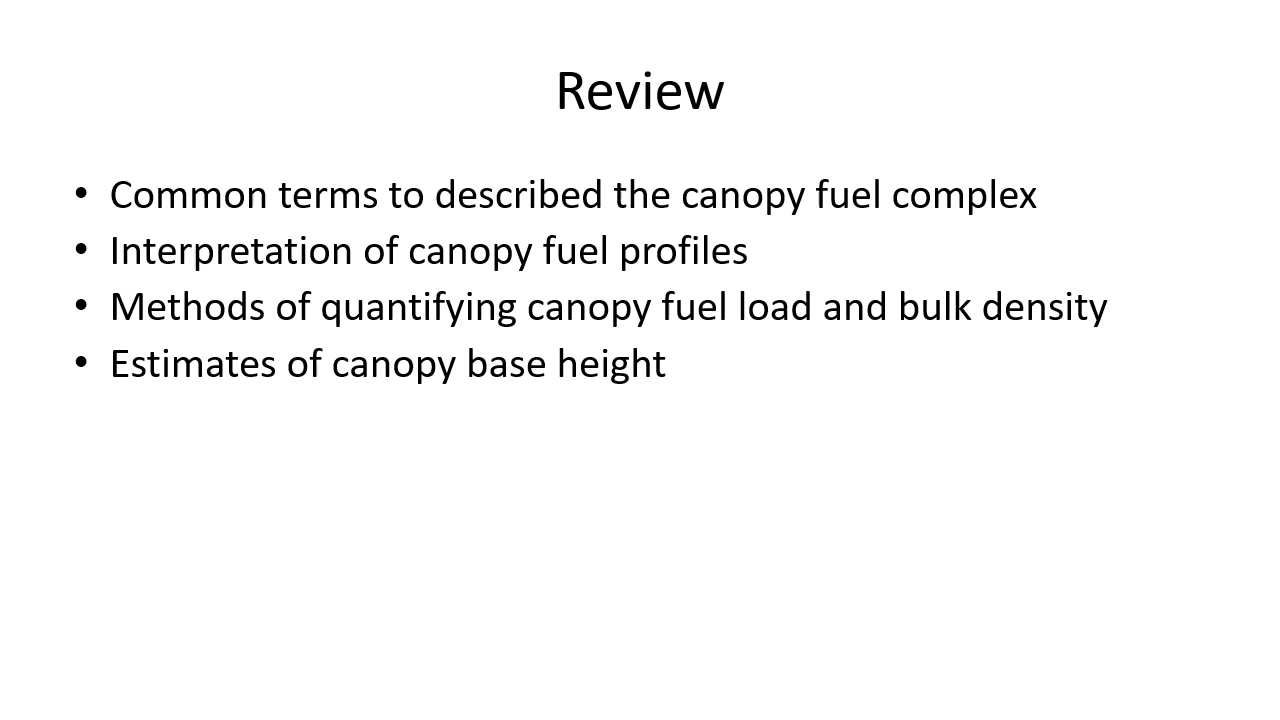 Review
• Common terms to described the canopy fuel complex
• Interpretation of canopy fuel profiles
• Methods of quantifying canopy fuel load and bulk density
• Estimates of canopy base height